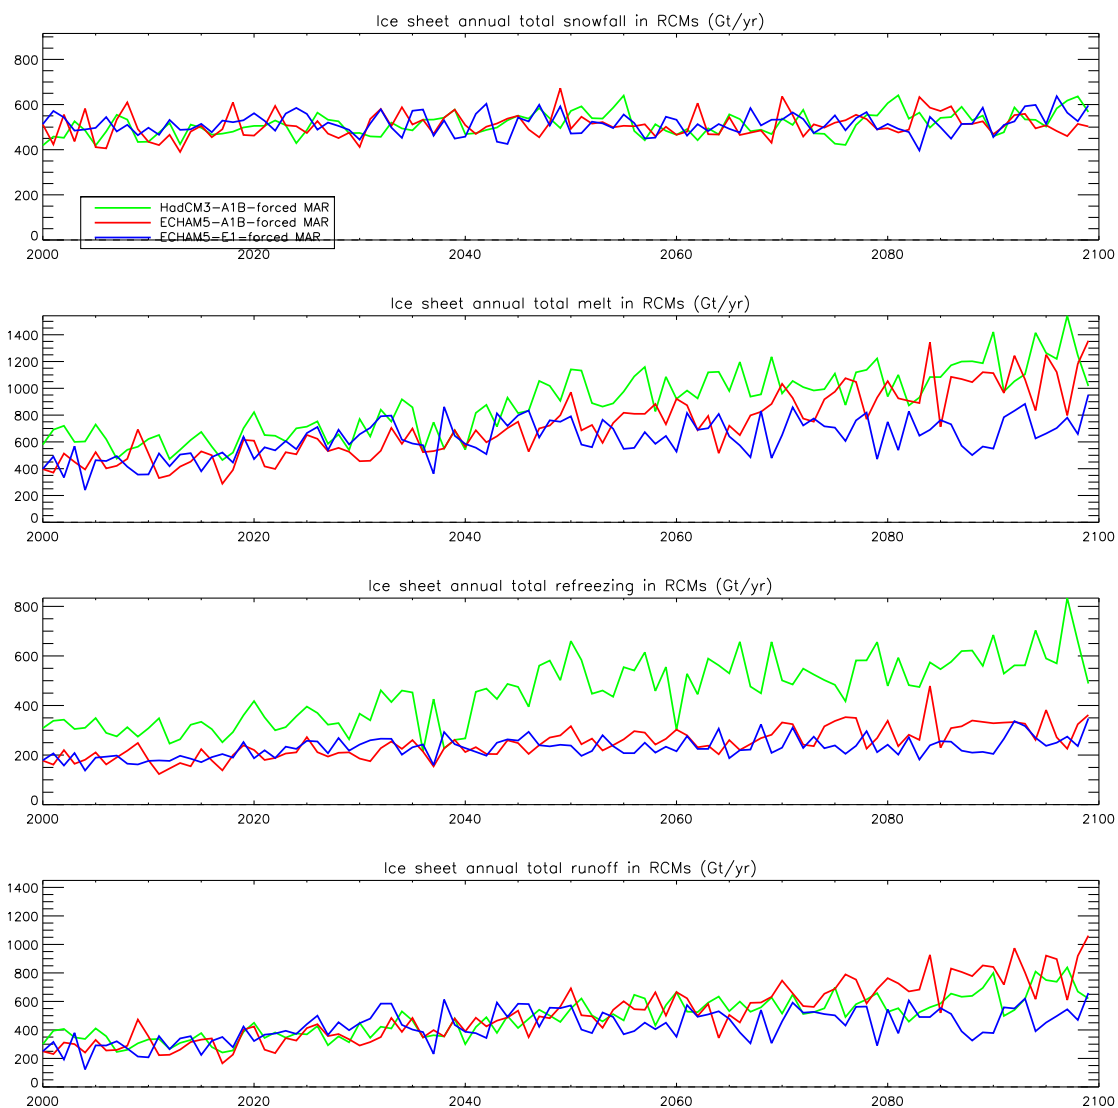 Ice sheet annual total snowfall in RCMs (Gt/yr)
800
600
400
200
0
HadCM3-A1B-forced MAR
ECHAM5-A1B-forced MAR
ECHAM5-E1-forced MAR
2000 2020 2040 2060 2080 2100
Ice sheet annual total melt in RCMs (Gt/yr)
1400
1200
1000
800
600
400
200
0
2000 2020 2040 2060 2080 2100
Ice sheet annual total refreezing in RCMs (Gt/yr)
800
600
400
200
0
2000 2020 2040 2060 2080 2100
Ice sheet annual total runoff in RCMs (Gt/yr)
1400
1200
1000
800
600
400
200
0
2000 2020 2040 2060 2080 2100